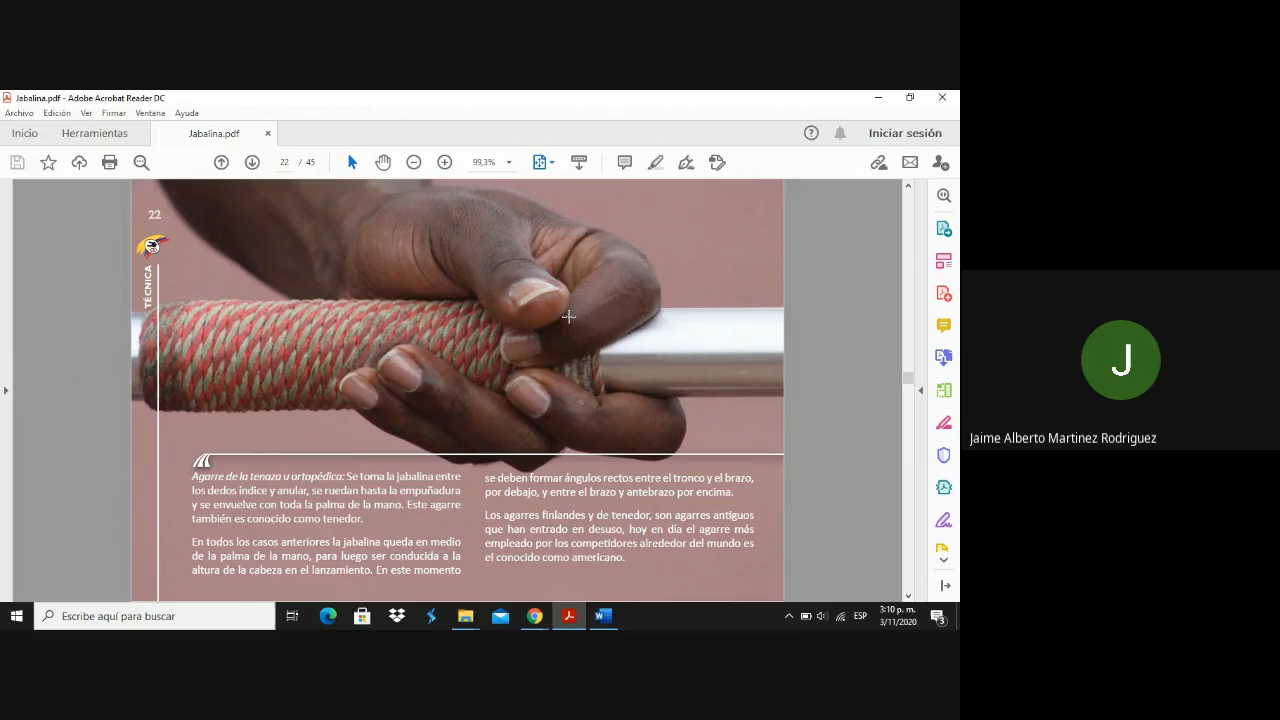 Jabalina.pdf - Adobe Acrobat Reader DC
Archivo Edición Ver Firmar Ventana Ayuda
Inicio Herramientas Jabalina.pdf × Iniciar sesión
22 / 45 99,3%
22
TÉCNICA
Agarre de la tenaza u ortopédica: Se toma la jabalina entre
los dedos índice y anular, se ruedan hasta la empuñadura
y se envuelve con toda la palma de la mano. Este agarre
también es conocido como tenedor.
En todos los casos anteriores la jabalina queda en medio
de la palma de la mano, para luego ser conducida a la
altura de la cabeza en el lanzamiento. En este momento
se deben formar ángulos rectos entre el tronco y el brazo,
por debajo, y entre el brazo y antebrazo por encima.
Los agarres finlandes y de tenedor, son agarres antiguos
que han entrado en desuso, hoy en día el agarre más
empleado por los competidores alrededor del mundo es
el conocido como americano.
J
Jaime Alberto Martinez Rodriguez
Escribe aquí para buscar
ESP
3:10 p. m.
3/11/2020
3